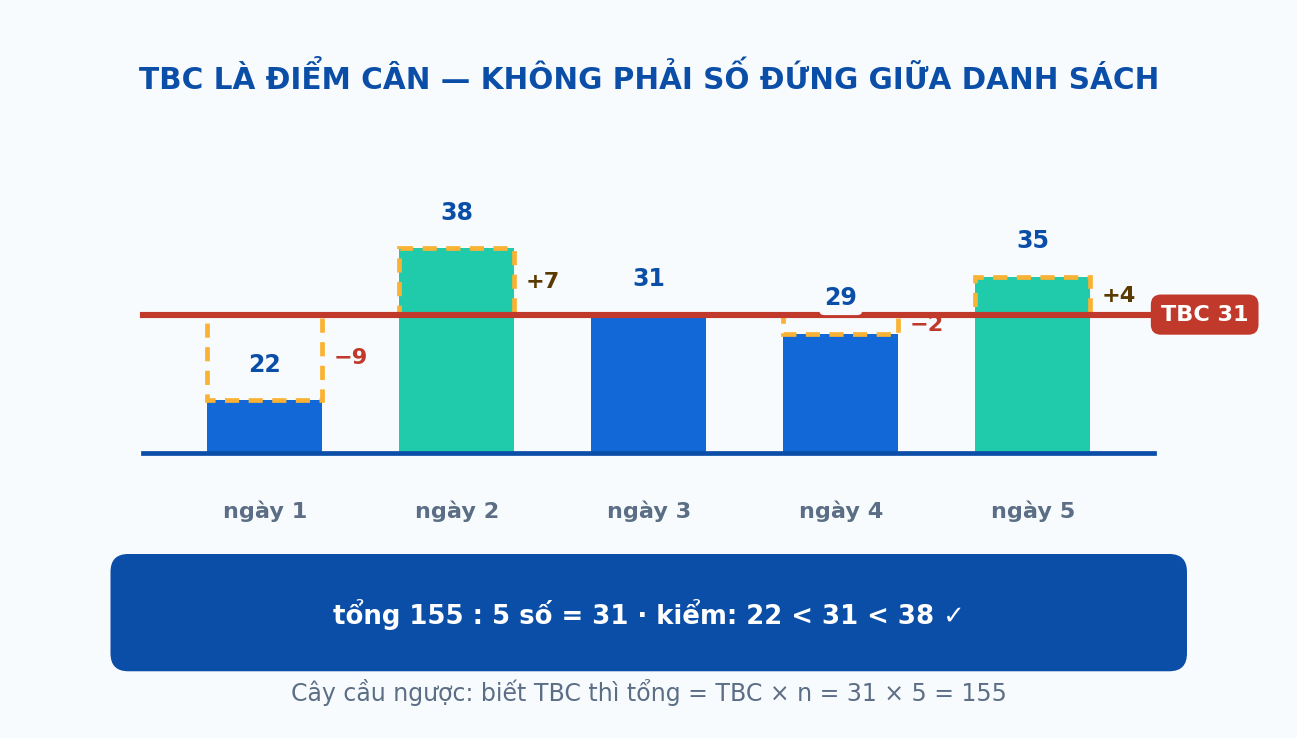 TBC LÀ ĐIỂM CÂN — KHÔNG PHẢI SỐ ĐỨNG GIỮA DANH SÁCH
38
35
31
29
+7
+4
TBC 31
−2
22
−9
ngày 1
ngày 2
ngày 3
ngày 4
ngày 5
tổng 155 : 5 số = 31 · kiểm: 22 < 31 < 38 ✓
Cây cầu ngược: biết TBC thì tổng = TBC × n = 31 × 5 = 155